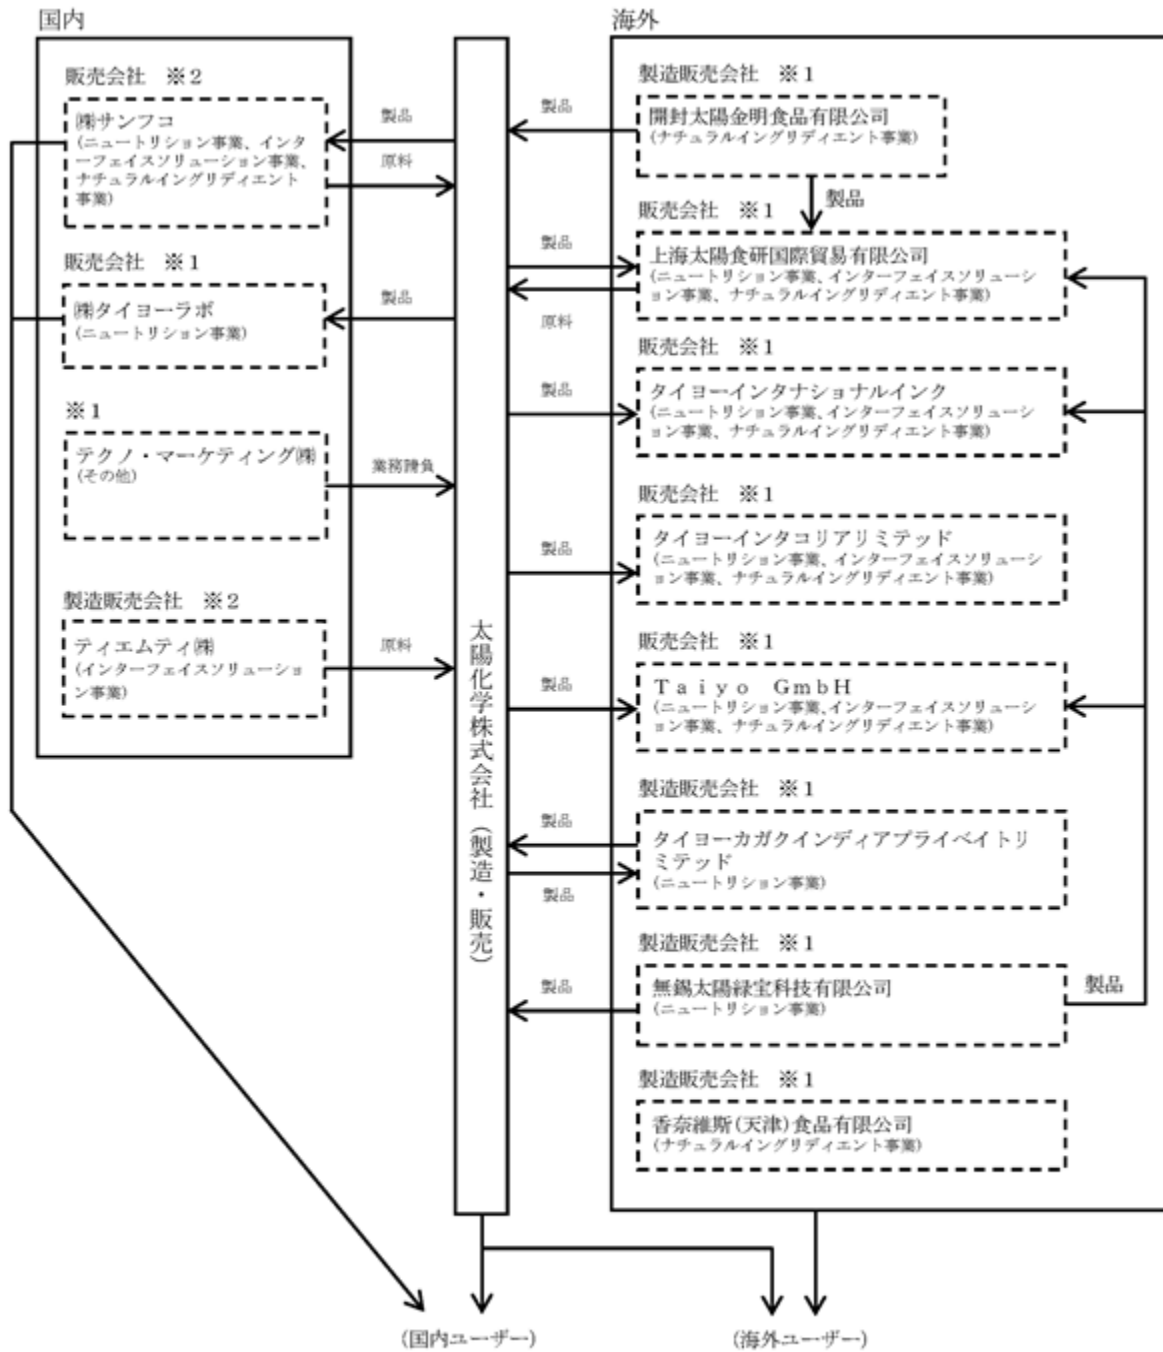 国内
販売会社　※２
㈱サンフコ
(ニュートリション事業、インタ
ーフェイスソリューション事業、
ナチュラルイングリディエント
事業)
販売会社　※１
㈱タイヨーラボ
(ニュートリション事業)
※１
テクノ・マーケティング㈱
(その他)
製造販売会社　※２
ティエムティ㈱
(インターフェイスソリューショ
ン事業)
製品
原料
製品
業務請負
原料
太陽化学株式会社（製造・販売）
製品
製品
原料
製品
製品
製品
製品
製品
製品
海外
製造販売会社　※１
開封太陽金明食品有限公司
(ナチュラルイングリディエント事業)
製品
販売会社　※１
上海太陽食研国際貿易有限公司
(ニュートリション事業、インターフェイスソリューシ
ョン事業、ナチュラルイングリディエント事業)
販売会社　※１
タイヨーインタナショナルインク
(ニュートリション事業、インターフェイスソリューシ
ョン事業、ナチュラルイングリディエント事業)
販売会社　※１
タイヨーインタコリアリミテッド
(ニュートリション事業、インターフェイスソリューシ
ョン事業、ナチュラルイングリディエント事業)
販売会社　※１
Ｔａｉｙｏ　ＧｍｂＨ
(ニュートリション事業、インターフェイスソリューシ
ョン事業、ナチュラルイングリディエント事業)
製造販売会社　※１
タイヨーカガクインディアプライベイトリ
ミテッド
(ニュートリション事業)
製造販売会社　※１
無錫太陽緑宝科技有限公司
(ニュートリション事業)
製品
製造販売会社　※１
香奈維斯(天津)食品有限公司
(ナチュラルイングリディエント事業)
(国内ユーザー)
(海外ユーザー)